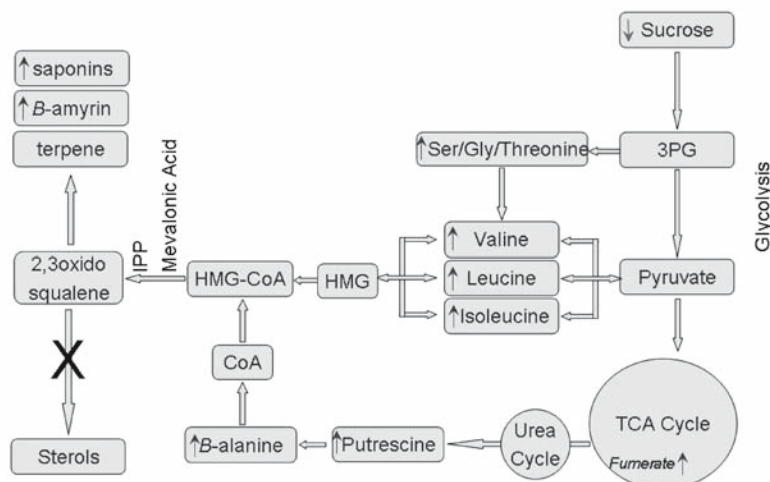 ↓ Sucrose
↑ saponins
↑ B-amyrin
terpene
↑ Ser/Gly/Threonine
3PG
Glycolysis
Mevalonic Acid
IPP
↑ Valine
2,3oxido
squalene
HMG-CoA
HMG
↑ Leucine
Pyruvate
↑ Isoleucine
X
CoA
TCA Cycle
Fumerate ↑
Urea
Cycle
↑ Putrescine
↑ B-alanine
Sterols